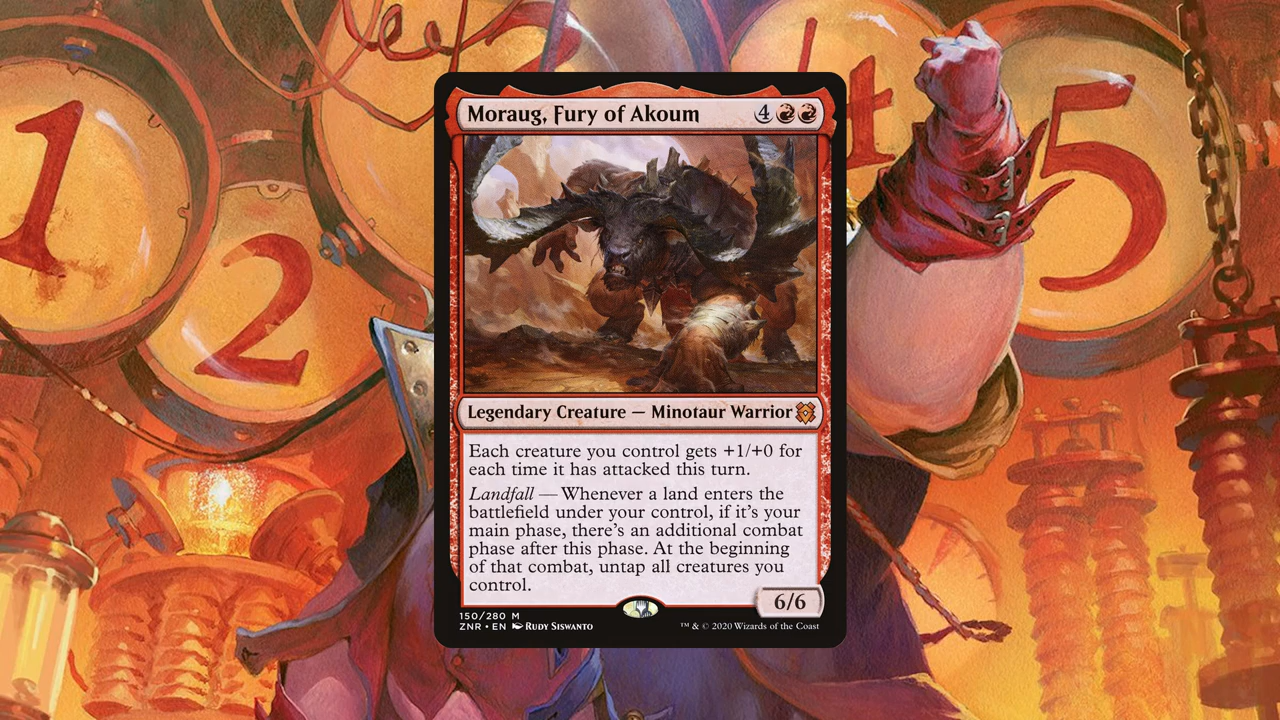 1
2
5
Moraug, Fury of Akoum 4
Legendary Creature — Minotaur Warrior
Each creature you control gets +1/+0 for
each time it has attacked this turn.
Landfall — Whenever a land enters the
battlefield under your control, if it's your
main phase, there's an additional combat
phase after this phase. At the beginning
of that combat, untap all creatures you
control.
6/6
150/280 M
ZNR • EN Rudy Siswanto
™ & © 2020 Wizards of the Coast